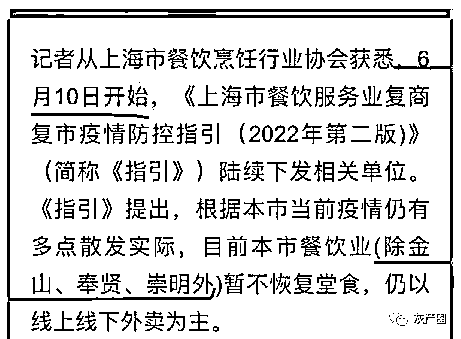 记者从上海市餐饮烹饪行业协会获悉，6
月10日开始，《上海市餐饮服务业复商
复市疫情防控指引（2022年第二版)》
（简称《指引》）陆续下发相关单位。
《指引》提出，根据本市当前疫情仍有
多点散发实际，目前本市餐饮业(除金
山、奉贤、崇明外)暂不恢复堂食，仍以
线上线下外卖为主。
灰产圈